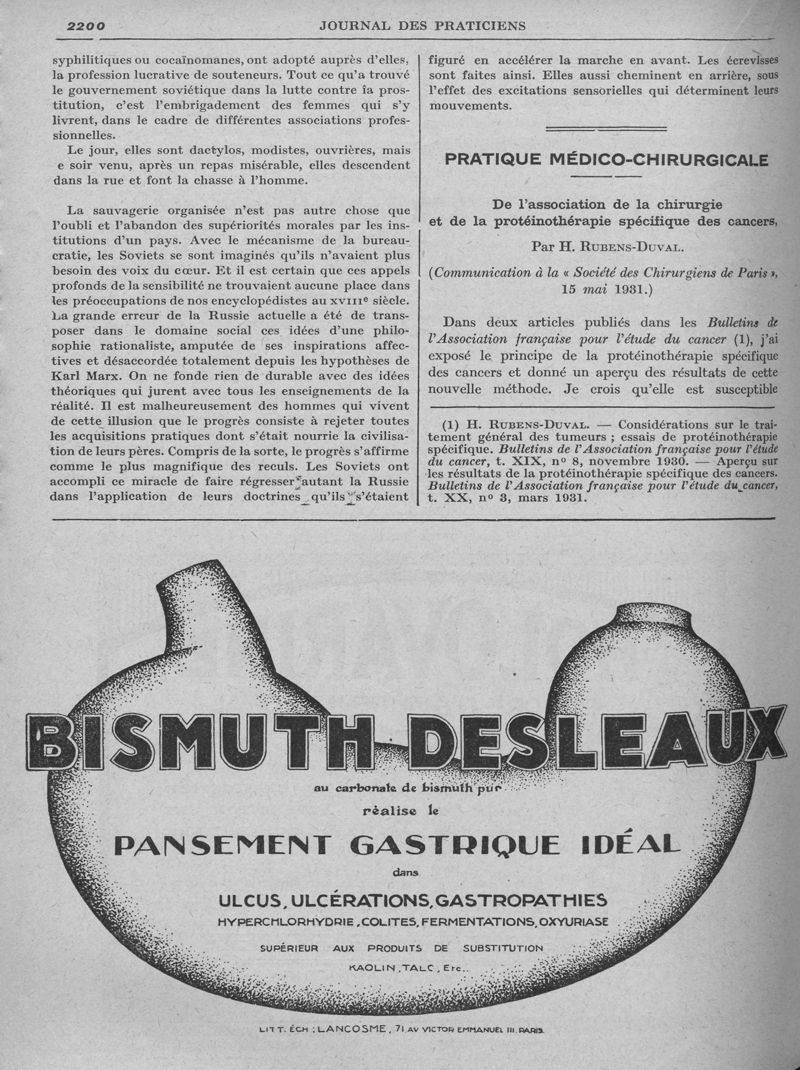 2200
JOURNAL DES PRATICIENS
syphilitiques ou cocaïnomanes, ont adopté auprès d'elles,
la profession lucrative de souteneurs. Tout ce qu'a trouvé
le gouvernement soviétique dans la lutte contre la pros-
titution, c'est l'embrigadement des femmes qui s'y
livrent, dans le cadre de différentes associations profes-
sionnelles.
Le jour, elles sont dactylos, modistes, ouvrières, mais
e soir venu, après un repas misérable, elles descendent
dans la rue et font la chasse à l'homme.
La sauvagerie organisée n'est pas autre chose que
l'oubli et l'abandon des supériorités morales par les ins-
titutions d'un pays. Avec le mécanisme de la bureau-
cratie, les Soviets se sont imaginés qu'ils n'avaient plus
besoin des voix du cœur. Et il est certain que ces appels
profonds de la sensibilité ne trouvaient aucune place dans
les préoccupations de nos encyclopédistes au XVIIIe siècle.
La grande erreur de la Russie actuelle a été de trans-
poser dans le domaine social ces idées d'une philo-
sophie rationaliste, amputée de ses inspirations affec-
tives et désaccordée totalement depuis les hypothèses de
Karl Marx. On ne fonde rien de durable avec des idées
théoriques qui jurent avec tous les enseignements de la
réalité. Il est malheureusement des hommes qui vivent
de cette illusion que le progrès consiste à rejeter toutes
les acquisitions pratiques dont s'était nourrie la civilisa-
tion de leurs pères. Compris de la sorte, le progrès s'affirme
comme le plus magnifique des reculs. Les Soviets ont
accompli ce miracle de faire régresser autant la Russie
dans l'application de leurs doctrines qu'ils s'étaient
figuré en accélérer la marche en avant. Les écrevisses
sont faites ainsi. Elles aussi cheminent en arrière, sous
l'effet des excitations sensorielles qui déterminent leurs
mouvements.
PRATIQUE MÉDICO-CHIRURGICALE
De l'association de la chirurgie
et de la protéinothérapie spécifique des cancers,
Par H. RUBENS-DUVAL.
(Communication à la « Société des Chirurgiens de Paris »,
15 mai 1931.)
Dans deux articles publiés dans les Bulletins de
l'Association française pour l'étude du cancer (1), j'ai
exposé le principe de la protéinothérapie spécifique
des cancers et donné un aperçu des résultats de cette
nouvelle méthode. Je crois qu'elle est susceptible
(1) H. RUBENS-DUVAL. — Considérations sur le trai-
tement général des tumeurs ; essais de protéinothérapie
spécifique. Bulletins de l'Association française pour l'étude
du cancer, t. XIX, n° 8, novembre 1930. — Aperçu sur
les résultats de la protéinothérapie spécifique des cancers.
Bulletins de l'Association française pour l'étude du cancer,
t. XX, n° 3, mars 1931.
BISMUTH DESLEAUX
au carbonate de bismuth pur
réalise le
PANSEMENT GASTRIQUE IDÉAL
dans
ULCUS, ULCÉRATIONS, GASTROPATHIES
HYPERCHLORHYDRIE, COLITES, FERMENTATIONS, OXYURIASE
SUPÉRIEUR AUX PRODUITS DE SUBSTITUTION
KAOLIN, TALC, Etc..
LITT. ÉCH : LANCOSME, 71 AV VICTOR EMMANUEL III. PARIS.